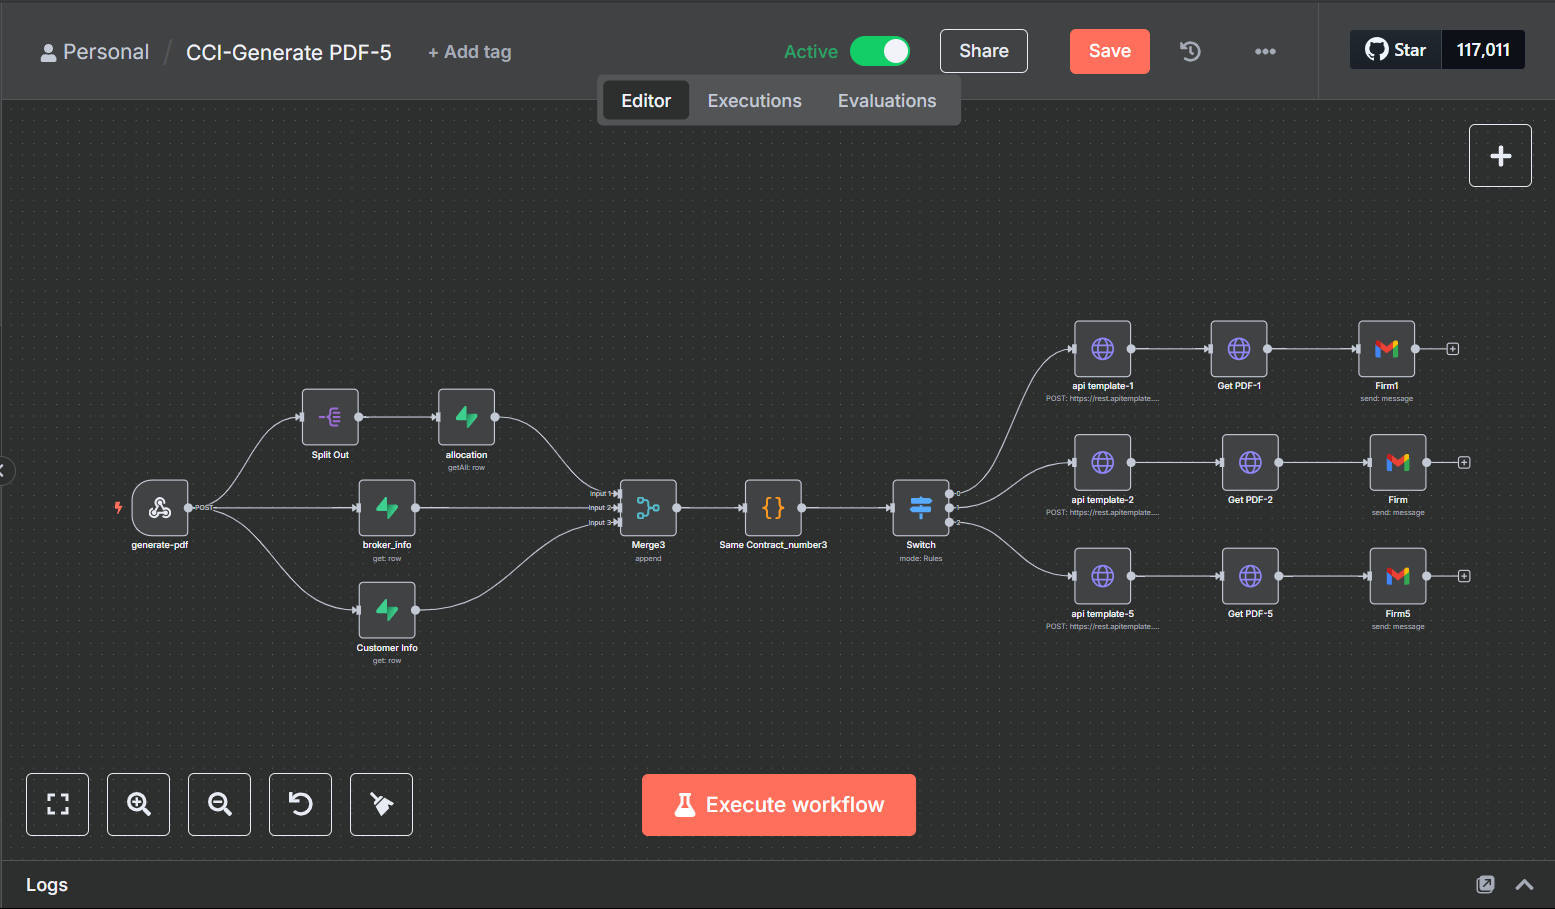 Personal / CCI-Generate PDF-5 + Add tag Active Share Save Star 117,011
Editor Executions Evaluations
api template-1
POST: https://rest.apitemplate....
Get PDF-1
Firm1
send: message
Split Out
allocation
getAll: row
api template-2
POST: https://rest.apitemplate....
Get PDF-2
Firm
send: message
generate-pdf
POST
broker_info
get: row
Input 1
Input 2
Input 3
Merge3
append
Same Contract_number3
Switch
mode: Rules
0
1
2
Customer Info
get: row
api template-5
POST: https://rest.apitemplate....
Get PDF-5
Firm5
send: message
Execute workflow
Logs